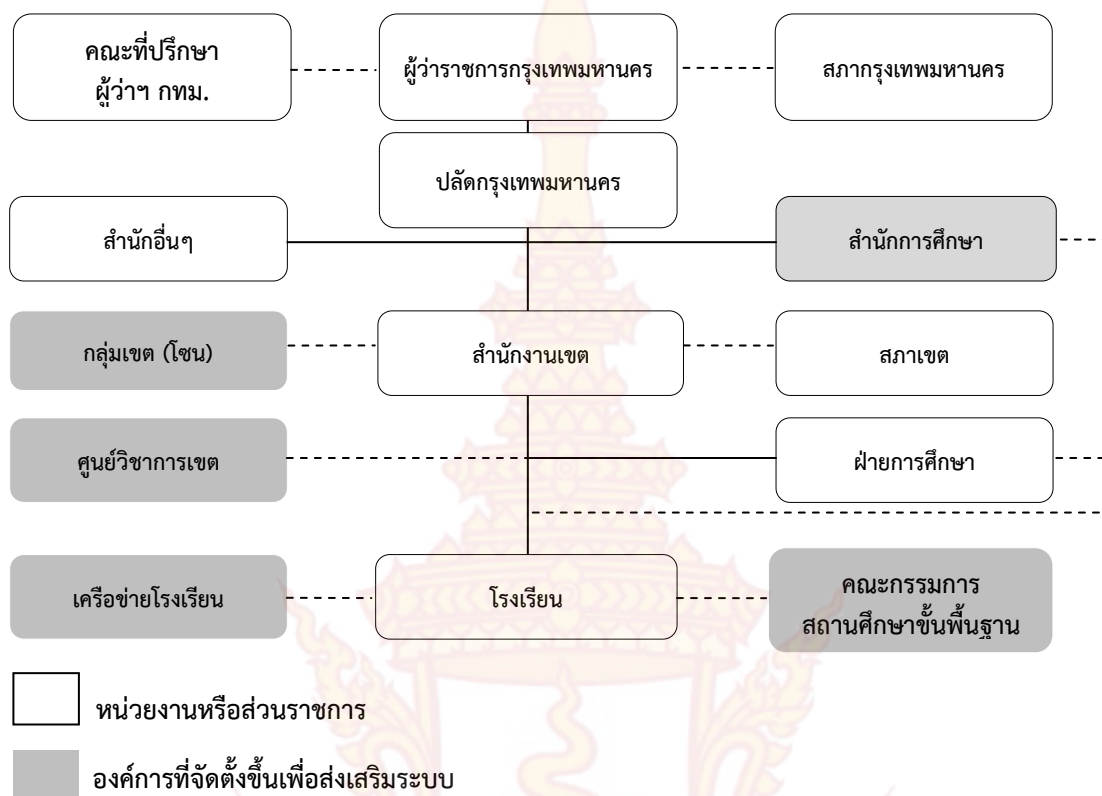 คณะที่ปรึกษา
ผู้ว่าฯ กทม.
ผู้ว่าราชการกรุงเทพมหานคร
สภากรุงเทพมหานคร
ปลัดกรุงเทพมหานคร
สำนักอื่นๆ
สำนักการศึกษา
กลุ่มเขต (โซน)
สำนักงานเขต
สภาเขต
ศูนย์วิชาการเขต
ฝ่ายการศึกษา
เครือข่ายโรงเรียน
โรงเรียน
คณะกรรมการ
สถานศึกษาขั้นพื้นฐาน
หน่วยงานหรือส่วนราชการ
องค์การที่จัดตั้งขึ้นเพื่อส่งเสริมระบบ